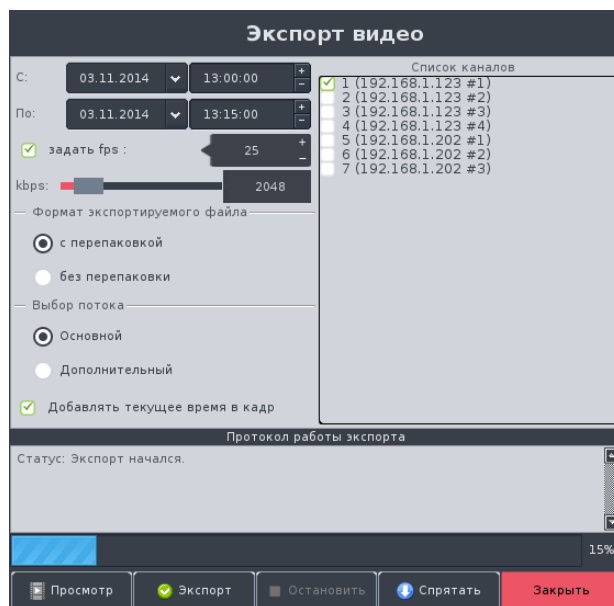 Экспорт видео
С:
03.11.2014
13:00:00
По:
03.11.2014
13:15:00
задать fps :
25
kbps:
2048
Формат экспортируемого файла
с перепаковкой
без перепаковки
Выбор потока
Основной
Дополнительный
Добавлять текущее время в кадр
Список каналов
1 (192.168.1.123 #1)
2 (192.168.1.123 #2)
3 (192.168.1.123 #3)
4 (192.168.1.123 #4)
5 (192.168.1.202 #1)
6 (192.168.1.202 #2)
7 (192.168.1.202 #3)
Протокол работы экспорта
Статус: Экспорт начался.
15%
Просмотр
Экспорт
Остановить
Спрятать
Закрыть